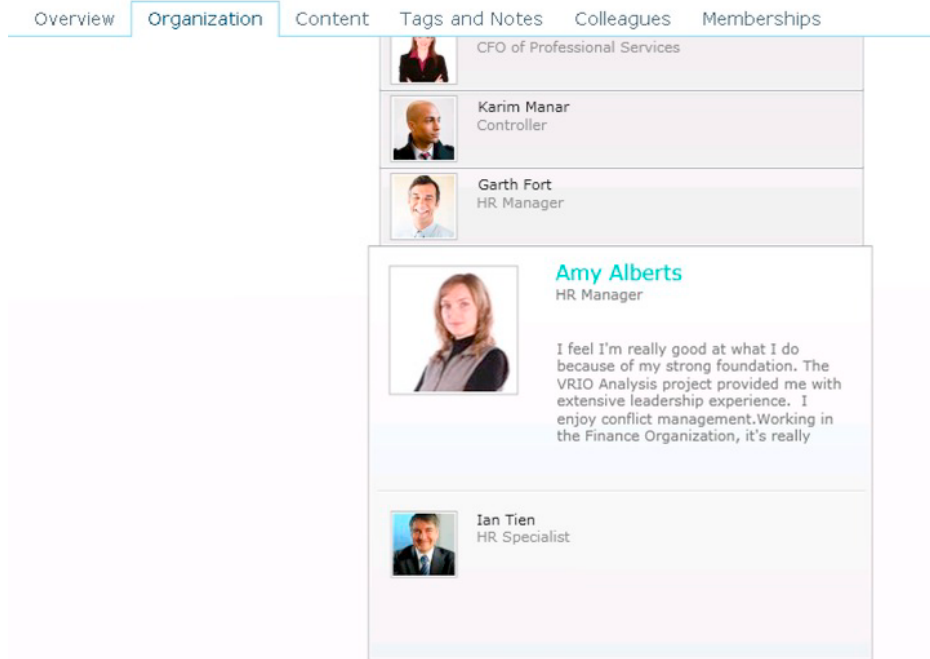 Overview Organization Content Tags and Notes Colleagues Memberships
CFO of Professional Services
Karim Manar
Controller
Garth Fort
HR Manager
Amy Alberts
HR Manager
I feel I'm really good at what I do
because of my strong foundation. The
VRIO Analysis project provided me with
extensive leadership experience.  I
enjoy conflict management.Working in
the Finance Organization, it's really
Ian Tien
HR Specialist